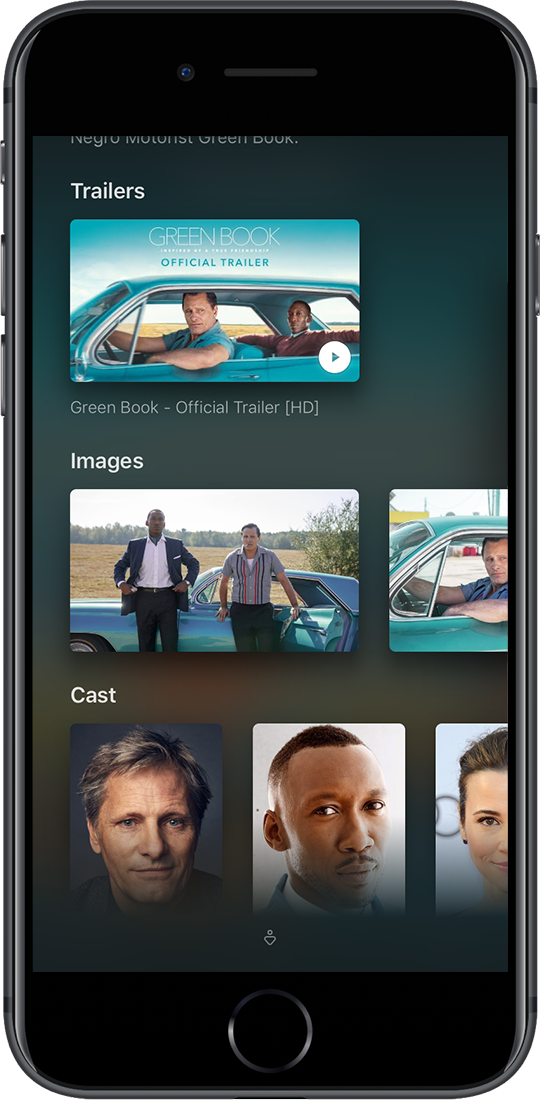 Negro Motorist Green Book.
Trailers
GREEN BOOK
INSPIRED BY A TRUE FRIENDSHIP
OFFICIAL TRAILER
Green Book - Official Trailer [HD]
Images
Cast